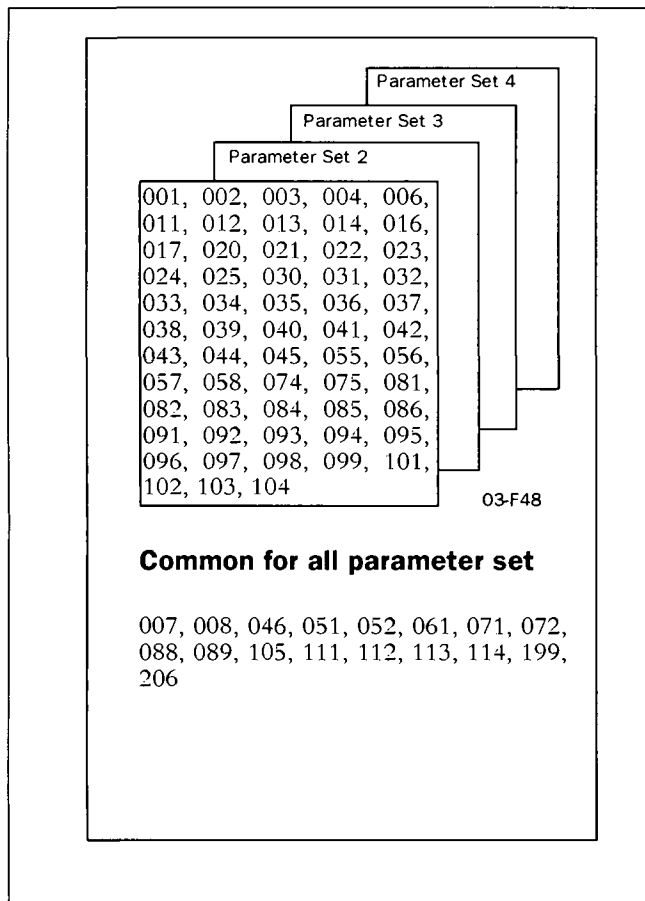 Parameter Set 4
Parameter Set 3
Parameter Set 2
001, 002, 003, 004, 006,
011, 012, 013, 014, 016,
017, 020, 021, 022, 023,
024, 025, 030, 031, 032,
033, 034, 035, 036, 037,
038, 039, 040, 041, 042,
043, 044, 045, 055, 056,
057, 058, 074, 075, 081,
082, 083, 084, 085, 086,
091, 092, 093, 094, 095,
096, 097, 098, 099, 101,
102, 103, 104
03-F48
Common for all parameter set
007, 008, 046, 051, 052, 061, 071, 072,
088, 089, 105, 111, 112, 113, 114, 199,
206